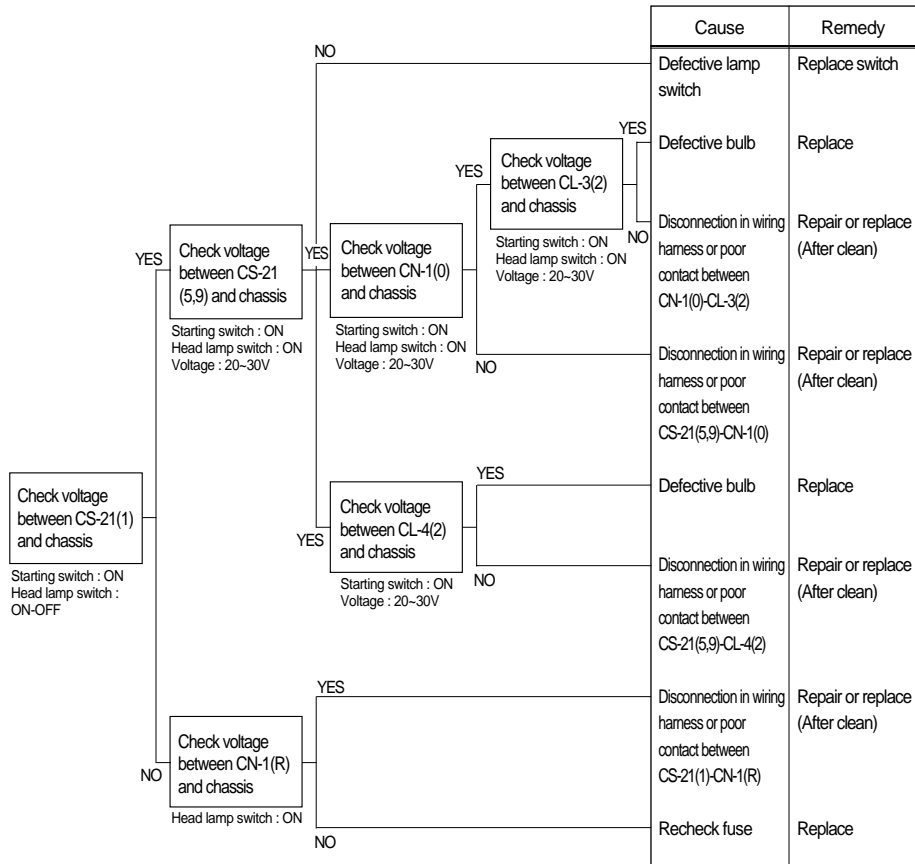 Cause Remedy
NO
Defective lamp Replace switch
switch
YES
Defective bulb Replace
YES
Check voltage
between CL-3(2)
and chassis
Starting switch : ON
Head lamp switch : ON
Voltage : 20~30V
NO
Disconnection in wiring Repair or replace
harness or poor (After clean)
contact between
CN-1(0)-CL-3(2)
YES
Check voltage
between CS-21
(5,9) and chassis
Starting switch : ON
Head lamp switch : ON
Voltage : 20~30V
YES
Check voltage
between CN-1(0)
and chassis
Starting switch : ON
Head lamp switch : ON
Voltage : 20~30V
NO
Disconnection in wiring Repair or replace
harness or poor (After clean)
contact between
CS-21(5,9)-CN-1(0)
Check voltage
between CS-21(1)
and chassis
Starting switch : ON
Head lamp switch :
ON-OFF
YES
Check voltage
between CL-4(2)
and chassis
Starting switch : ON
Voltage : 20~30V
YES
Defective bulb Replace
NO
Disconnection in wiring Repair or replace
harness or poor (After clean)
contact between
CS-21(5,9)-CL-4(2)
NO
Check voltage
between CN-1(R)
and chassis
Head lamp switch : ON
YES
Disconnection in wiring Repair or replace
harness or poor (After clean)
contact between
CS-21(1)-CN-1(R)
NO
Recheck fuse Replace